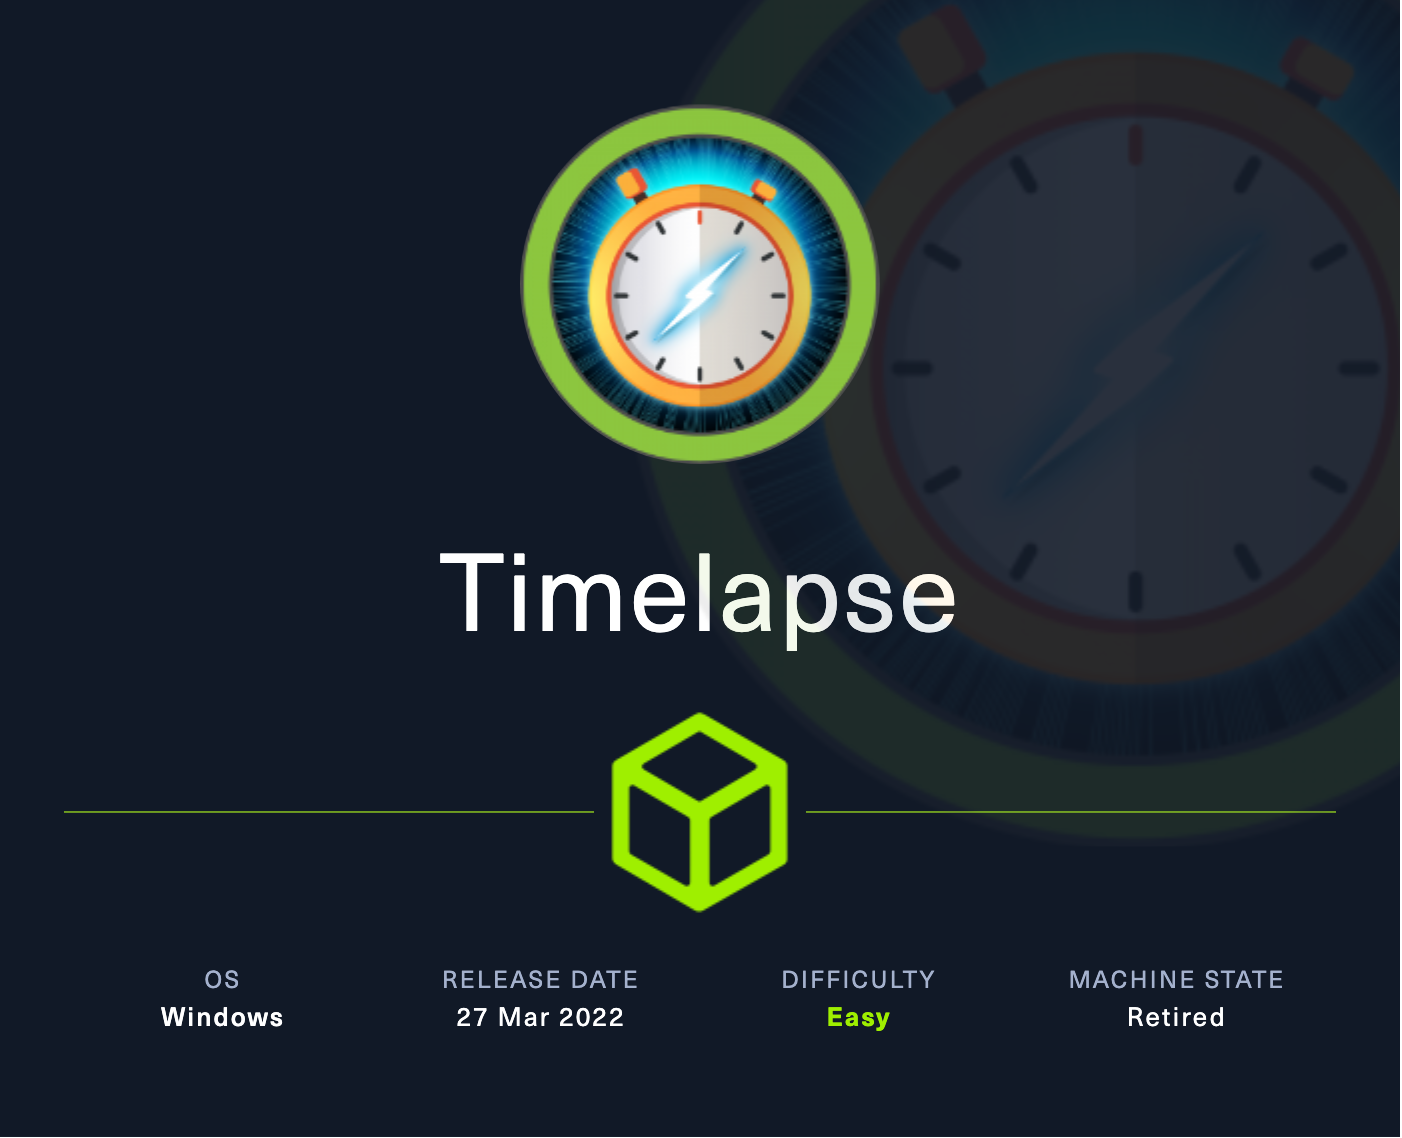 Timelapse
OS
Windows
RELEASE DATE
27 Mar 2022
DIFFICULTY
Easy
MACHINE STATE
Retired